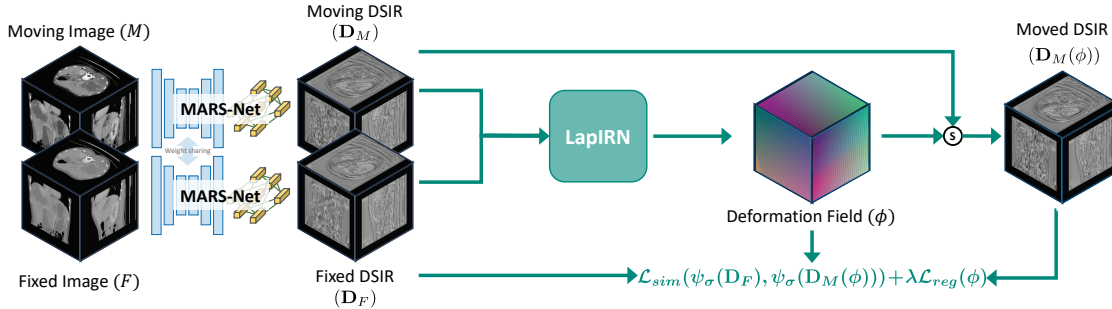 Moving Image (M)
Moving DSIR
(D_M)
Moved DSIR
(D_M(ϕ))
MARS-Net
Weight sharing
MARS-Net
LapIRN
S
Deformation Field (ϕ)
Fixed Image (F)
Fixed DSIR
(D_F)
ℒ_sim(ψ_σ(D_F), ψ_σ(D_M(ϕ)))+λℒ_reg(ϕ)